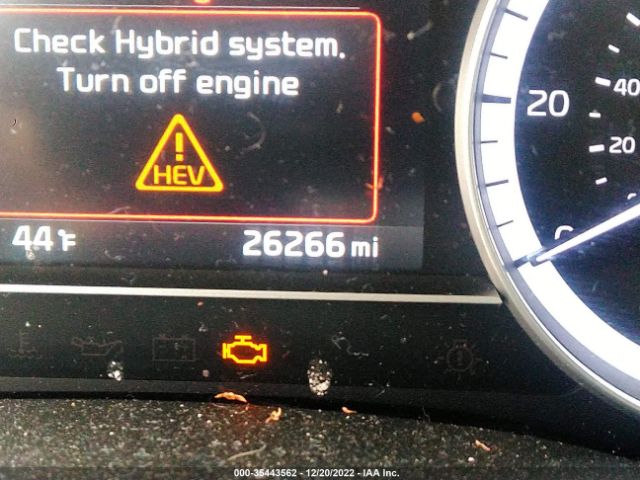 Check Hybrid system.
Turn off engine
HEV
44°F
26266 mi
20
40
20
0
000-35443562 - 12/20/2022 - IAA Inc.